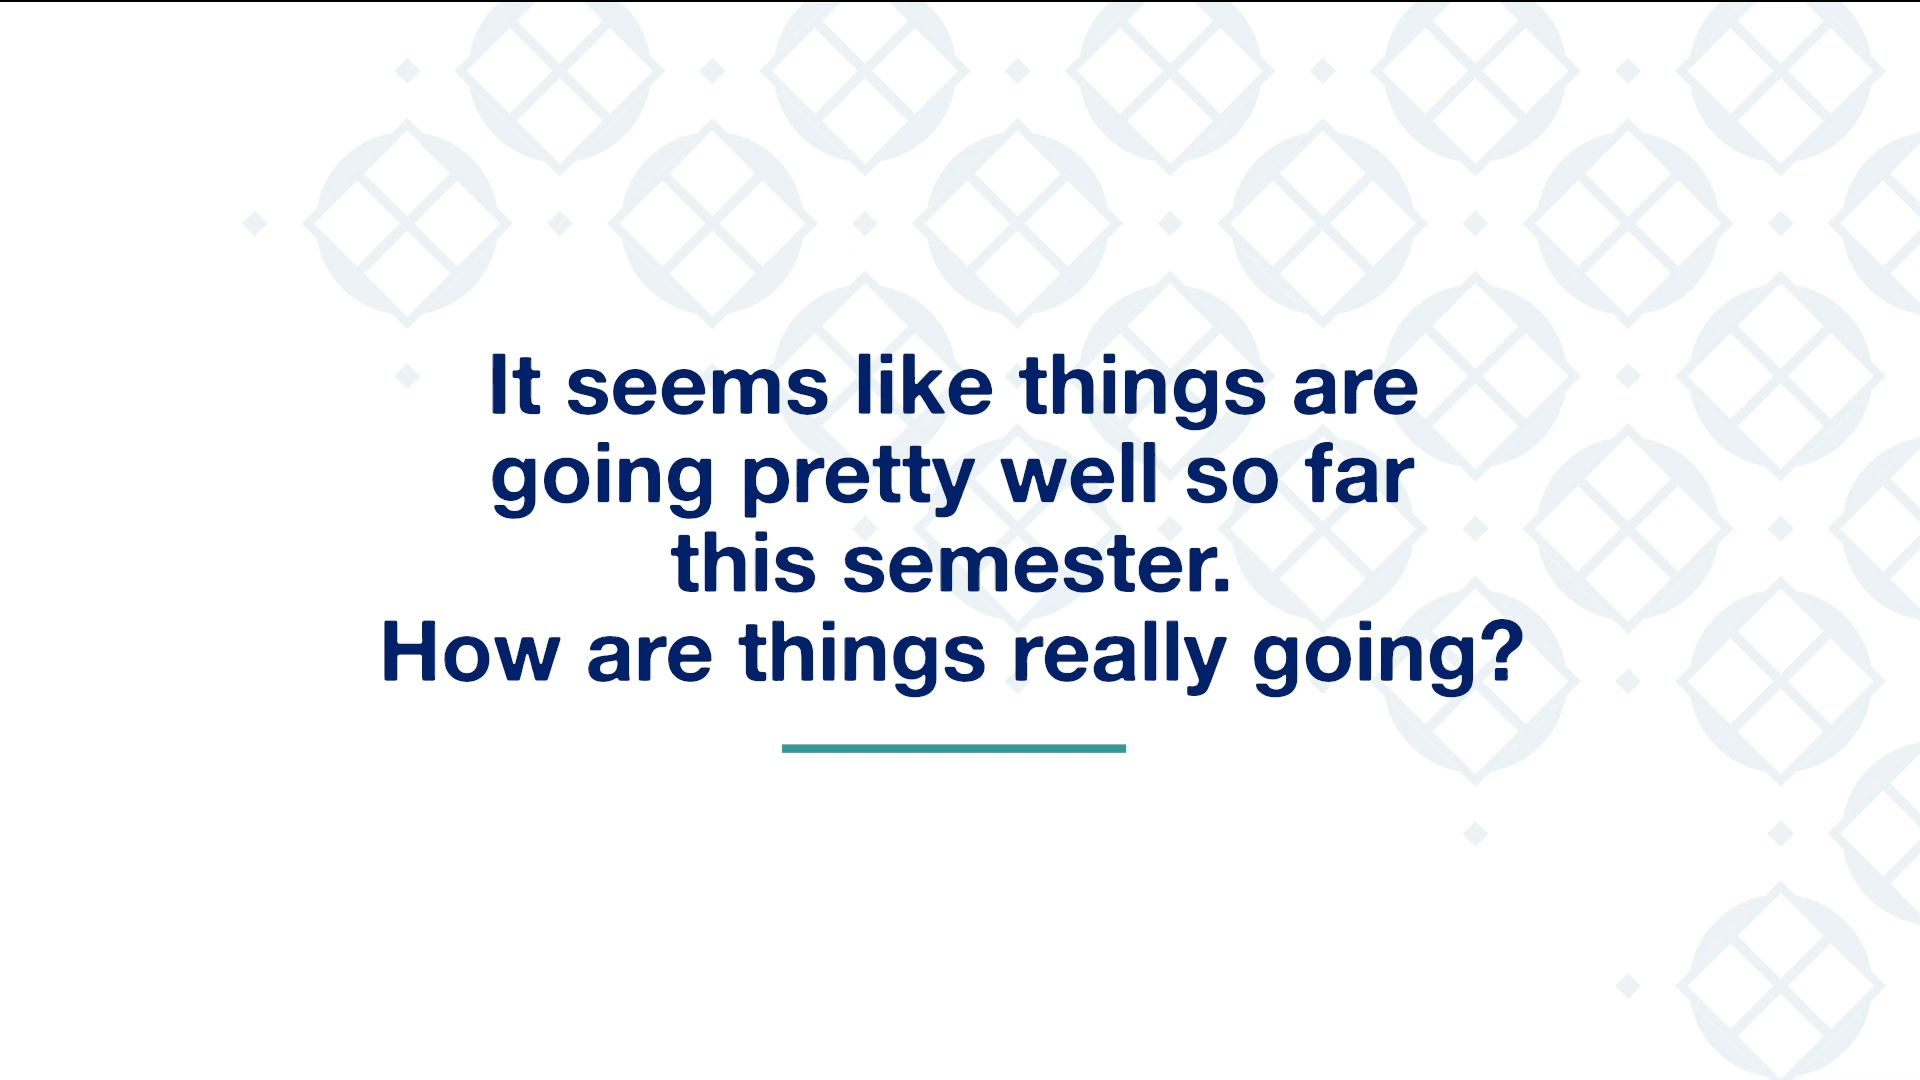 It seems like things are
going pretty well so far
this semester.
How are things really going?